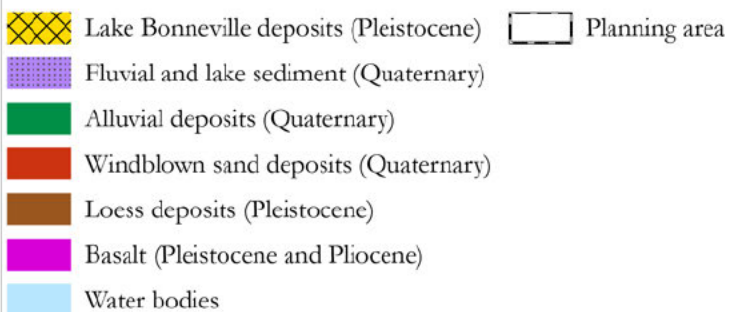 Lake Bonneville deposits (Pleistocene)
Planning area
Fluvial and lake sediment (Quaternary)
Alluvial deposits (Quaternary)
Windblown sand deposits (Quaternary)
Loess deposits (Pleistocene)
Basalt (Pleistocene and Pliocene)
Water bodies